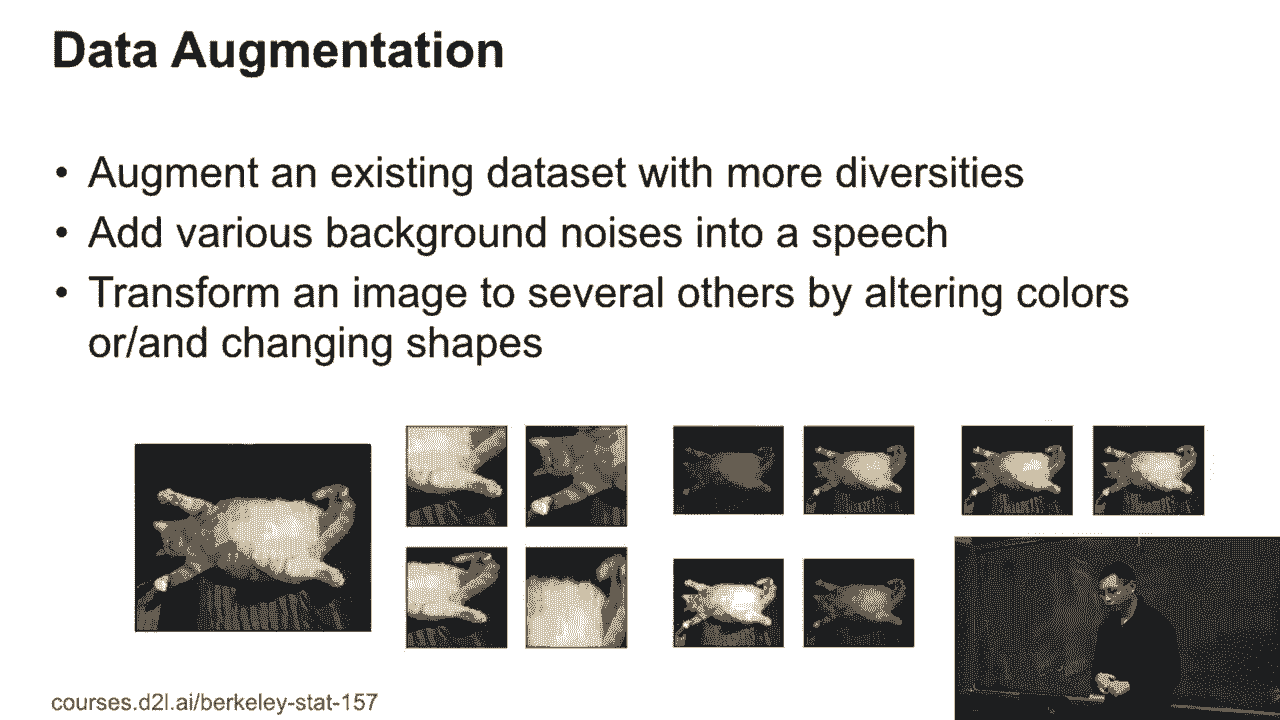 Data Augmentation
• Augment an existing dataset with more diversities
• Add various background noises into a speech
• Transform an image to several others by altering colors
or/and changing shapes
courses.d2l.ai/berkeley-stat-157